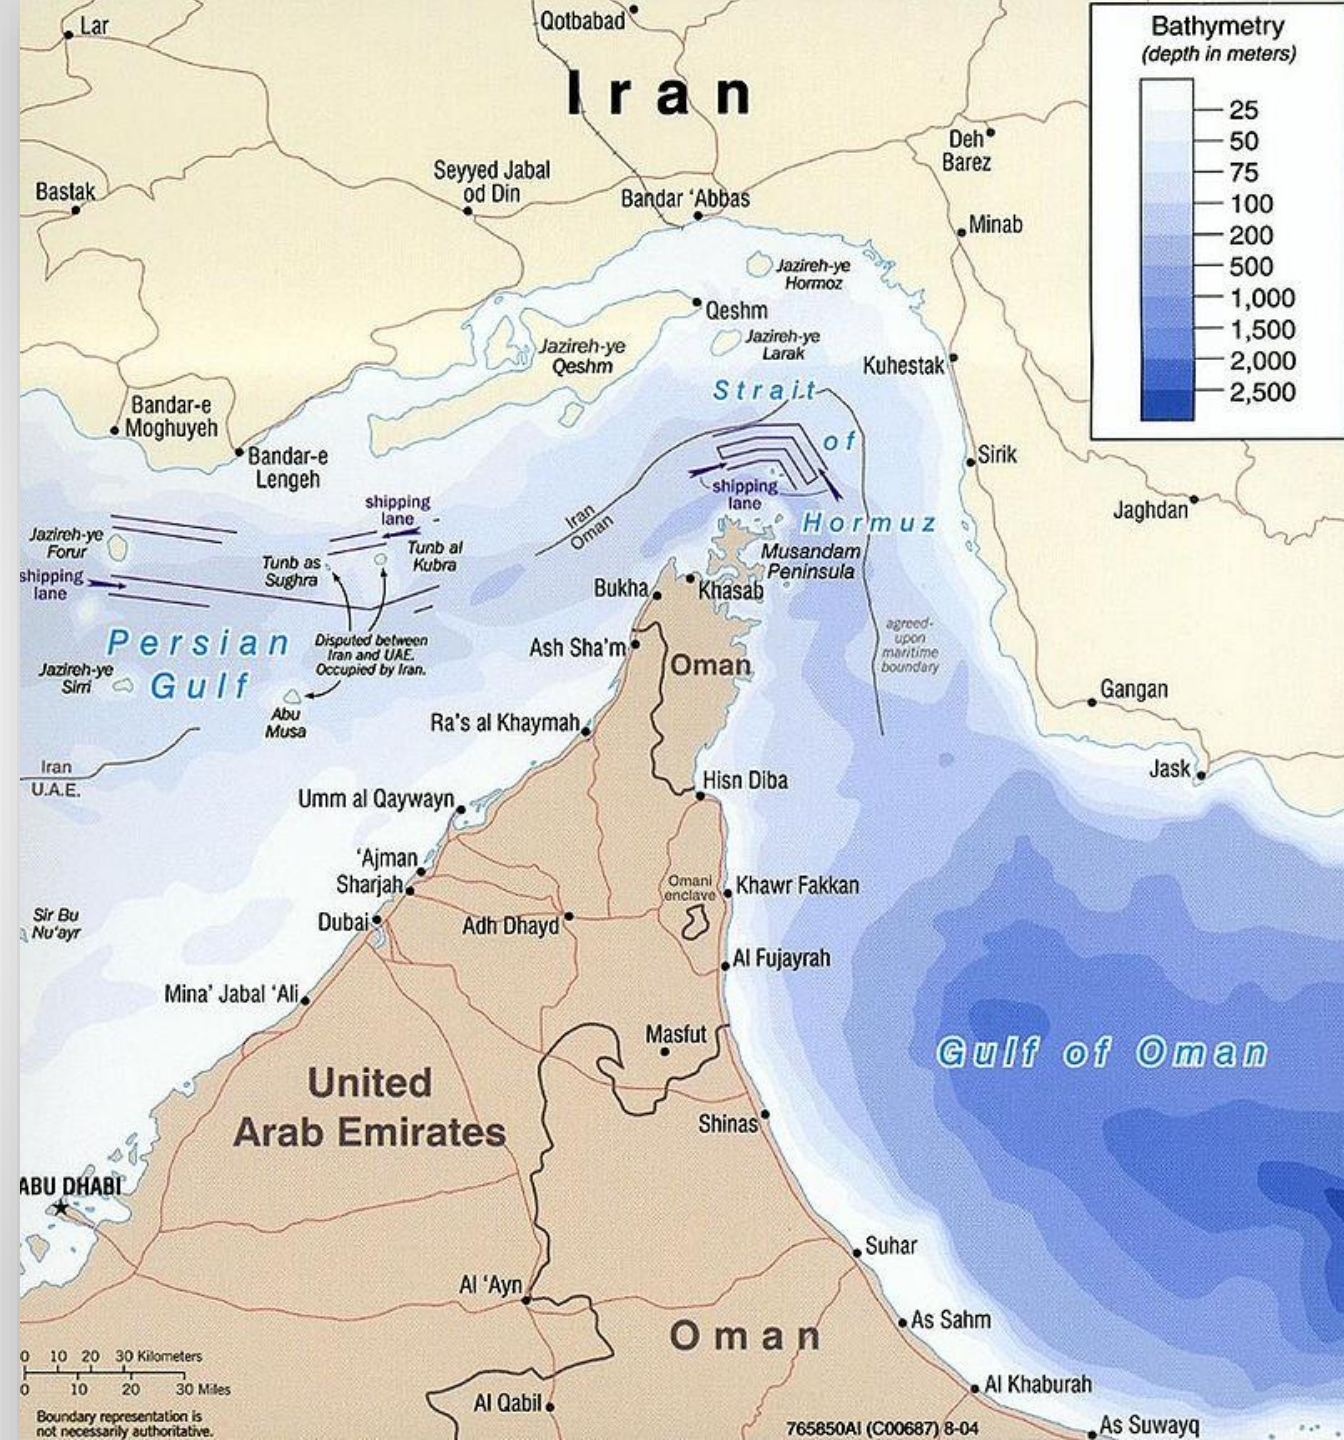 Lar
Qotbabad
Iran
Bathymetry
(depth in meters)
25
50
75
100
200
500
1,000
1,500
2,000
2,500
Deh
Barez
Seyyed Jabal
od Din
Bastak
Bandar ‘Abbas
Minab
Jazireh-ye
Hormoz
Qeshm
Jazireh-ye
Larak
Jazireh-ye
Qeshm
Kuhestak
Strait
of
Hormuz
Bandar-e
Moghuyeh
Bandar-e
Lengeh
Sirik
Jaghdan
shipping
lane
shipping
lane
Iran
Oman
Jazireh-ye
Forur
Tunb as
Sughra
Tunb al
Kubra
shipping
lane
Musandam
Peninsula
Bukha
Khasab
Persian
Gulf
Disputed between
Iran and UAE.
Occupied by Iran.
agreed-
upon
maritime
boundary
Ash Sha’m
Oman
Jazireh-ye
Sirri
Abu
Musa
Gangan
Ra’s al Khaymah
Iran
U.A.E.
Jask
Hisn Diba
Umm al Qaywayn
‘Ajman
Sharjah
Omani
enclave
Khawr Fakkan
Dubai
Adh Dhayd
Sir Bu
Nu‘ayr
Al Fujayrah
Mina’ Jabal ‘Ali
Masfut
Gulf of Oman
United
Arab Emirates
Shinas
ABU DHABI
Suhar
Al ‘Ayn
As Sahm
Oman
0 10 20 30 Kilometers
0 10 20 30 Miles
Al Khaburah
Al Qabil
Boundary representation is
not necessarily authoritative.
765850AI (C00687) 8-04
As Suwayq